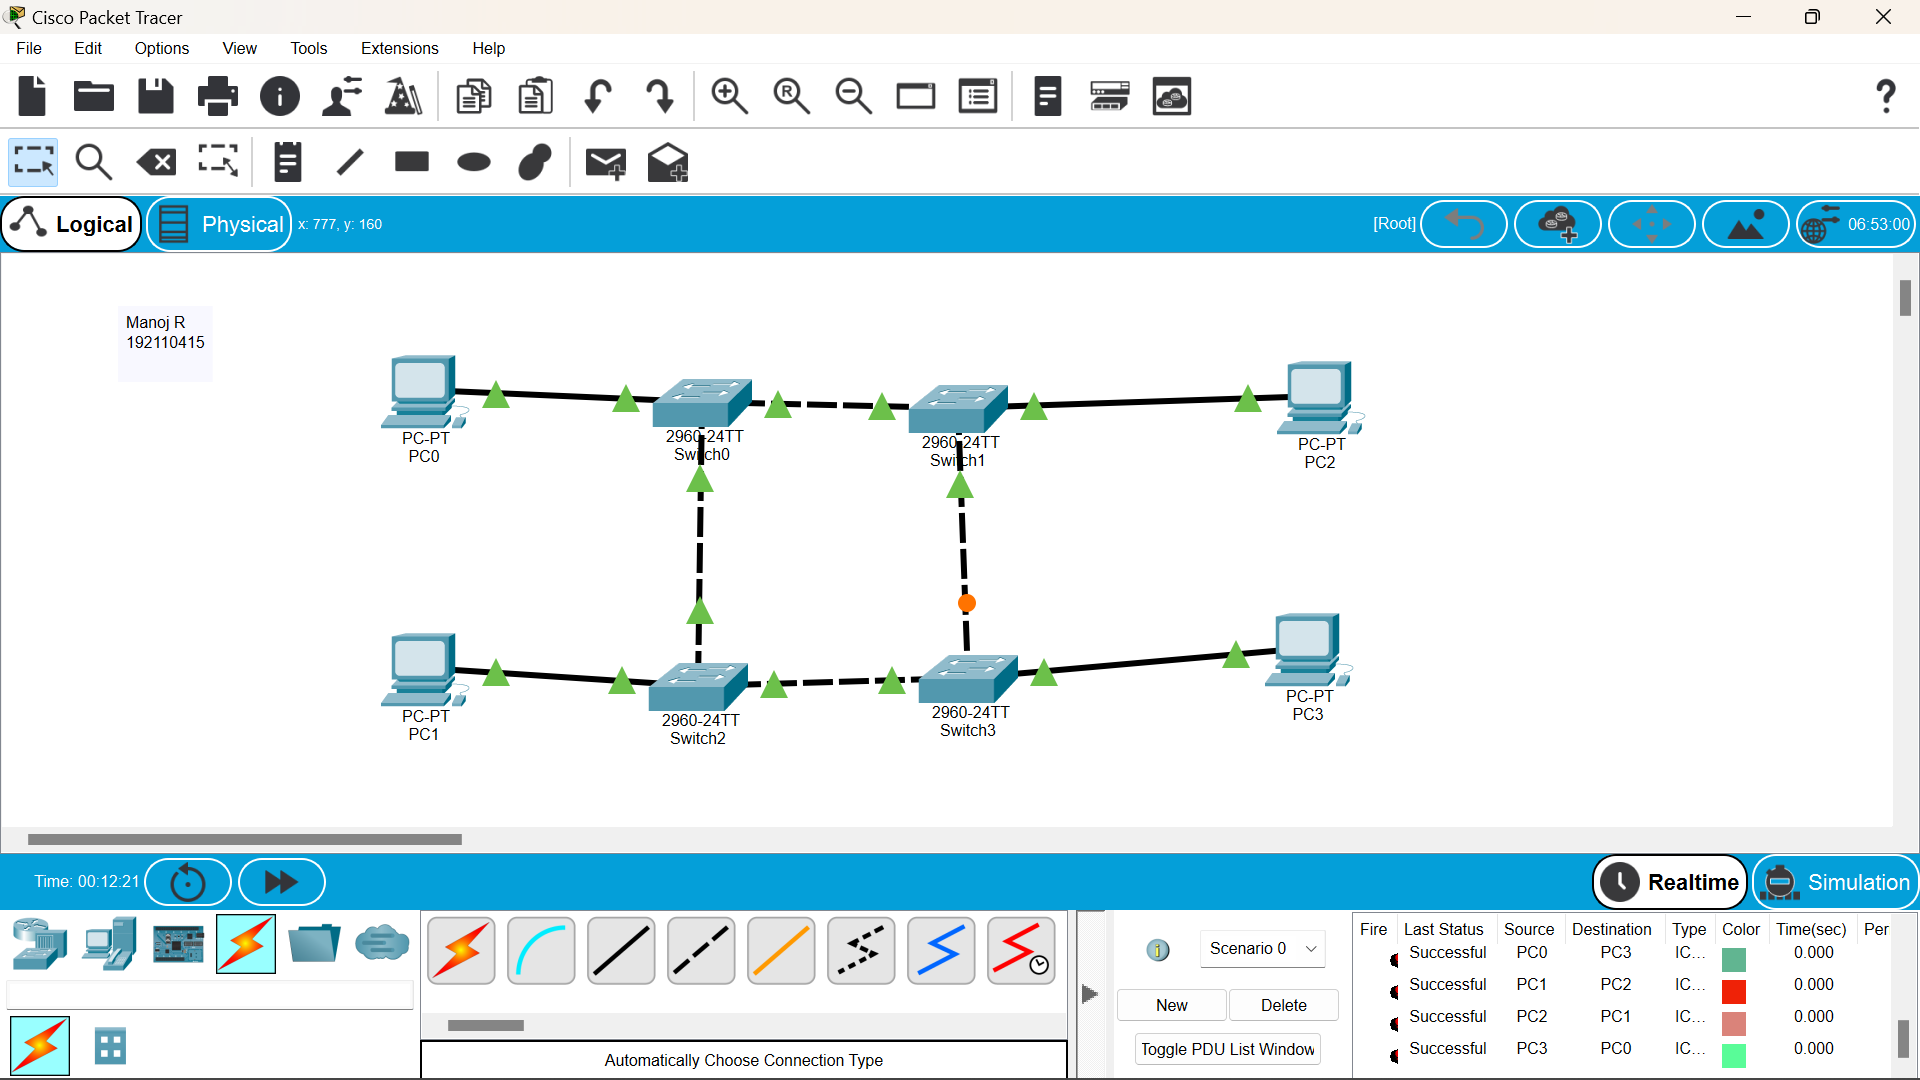 Cisco Packet Tracer
File Edit Options View Tools Extensions Help
Logical Physical x: 777, y: 160 [Root] 06:53:00
Manoj R
192110415
PC-PT
PC0
2960-24TT
Switch0
2960-24TT
Switch1
PC-PT
PC2
PC-PT
PC1
2960-24TT
Switch2
2960-24TT
Switch3
PC-PT
PC3
Time: 00:12:21 Realtime Simulation
Scenario 0
New Delete
Toggle PDU List Window
Automatically Choose Connection Type
Fire Last Status Source Destination Type Color Time(sec) Per
Successful PC0 PC3 IC... 0.000
Successful PC1 PC2 IC... 0.000
Successful PC2 PC1 IC... 0.000
Successful PC3 PC0 IC... 0.000